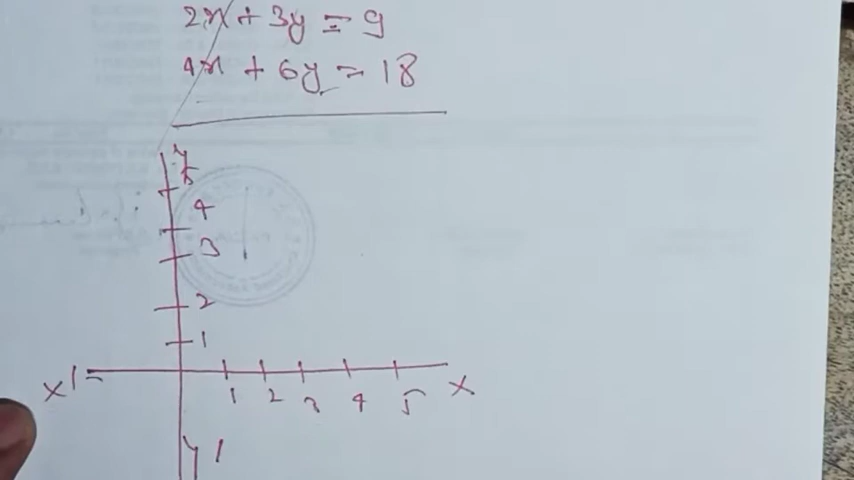 2x + 3y = 9
4x + 6y = 18
y
5
4
3
2
1
x' 1 2 3 4 5 x
y'